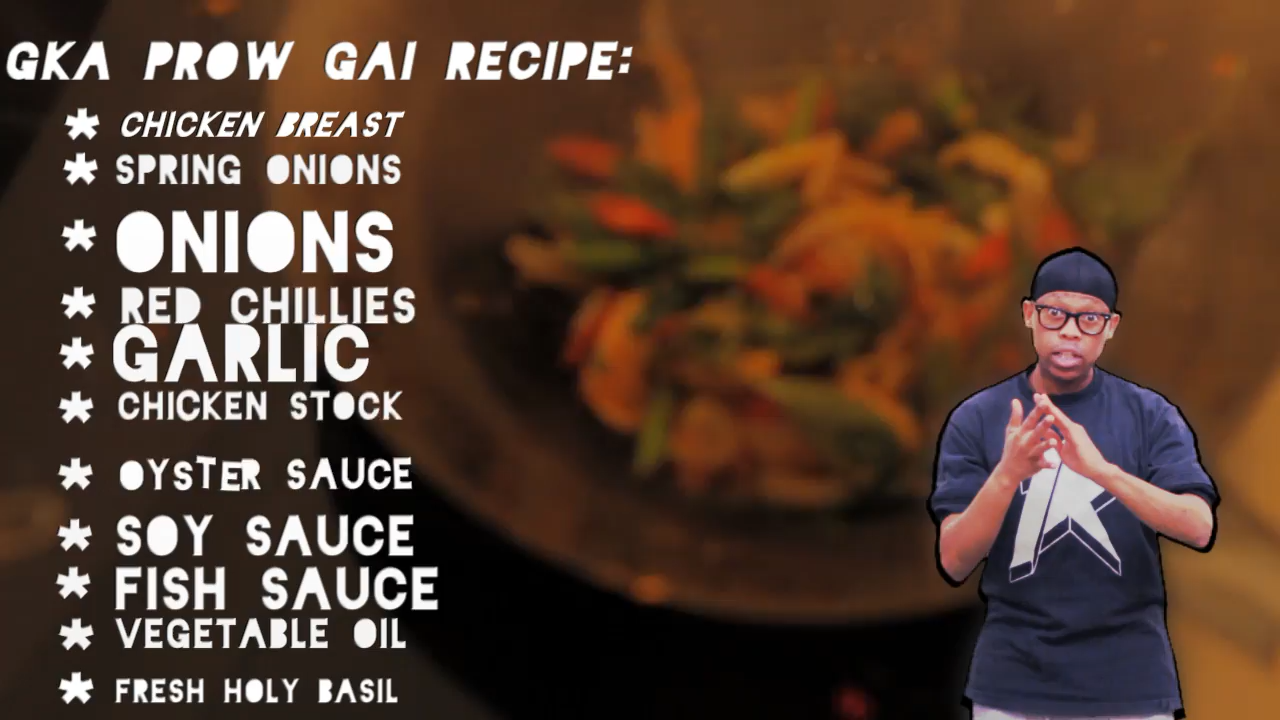 GKA PROW GAI RECIPE:
* CHICKEN BREAST
* SPRING ONIONS
* ONIONS
* RED CHILLIES
* GARLIC
* CHICKEN STOCK
* OYSTER SAUCE
* SOY SAUCE
* FISH SAUCE
* VEGETABLE OIL
* FRESH HOLY BASIL